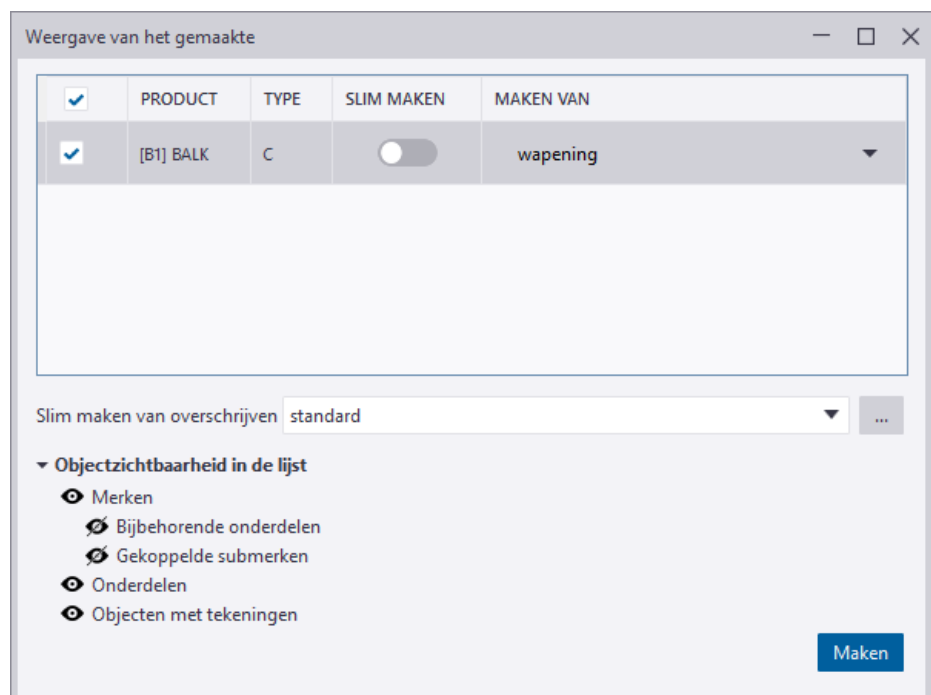 Weergave van het gemaakte
PRODUCT TYPE SLIM MAKEN MAKEN VAN
[B1] BALK C wapening
Slim maken van overschrijven standard ...
Objectzichtbaarheid in de lijst
Merken
Bijbehorende onderdelen
Gekoppelde submerken
Onderdelen
Objecten met tekeningen
Maken